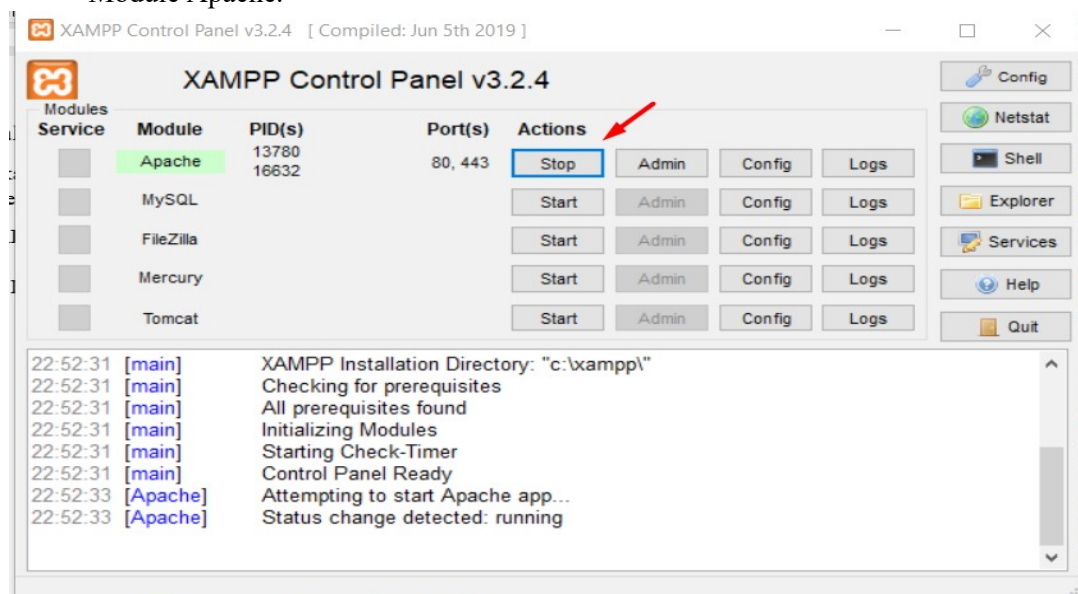 Module Apache.
XAMPP Control Panel v3.2.4 [ Compiled: Jun 5th 2019 ]
XAMPP Control Panel v3.2.4
Config
Modules
Service Module PID(s) Port(s) Actions
Netstat
Apache 13780 16632 80, 443 Stop Admin Config Logs
Shell
MySQL Start Admin Config Logs
Explorer
FileZilla Start Admin Config Logs
Services
Mercury Start Admin Config Logs
Help
Tomcat Start Admin Config Logs
Quit
22:52:31 [main] XAMPP Installation Directory: "c:\xampp\"
22:52:31 [main] Checking for prerequisites
22:52:31 [main] All prerequisites found
22:52:31 [main] Initializing Modules
22:52:31 [main] Starting Check-Timer
22:52:31 [main] Control Panel Ready
22:52:33 [Apache] Attempting to start Apache app...
22:52:33 [Apache] Status change detected: running